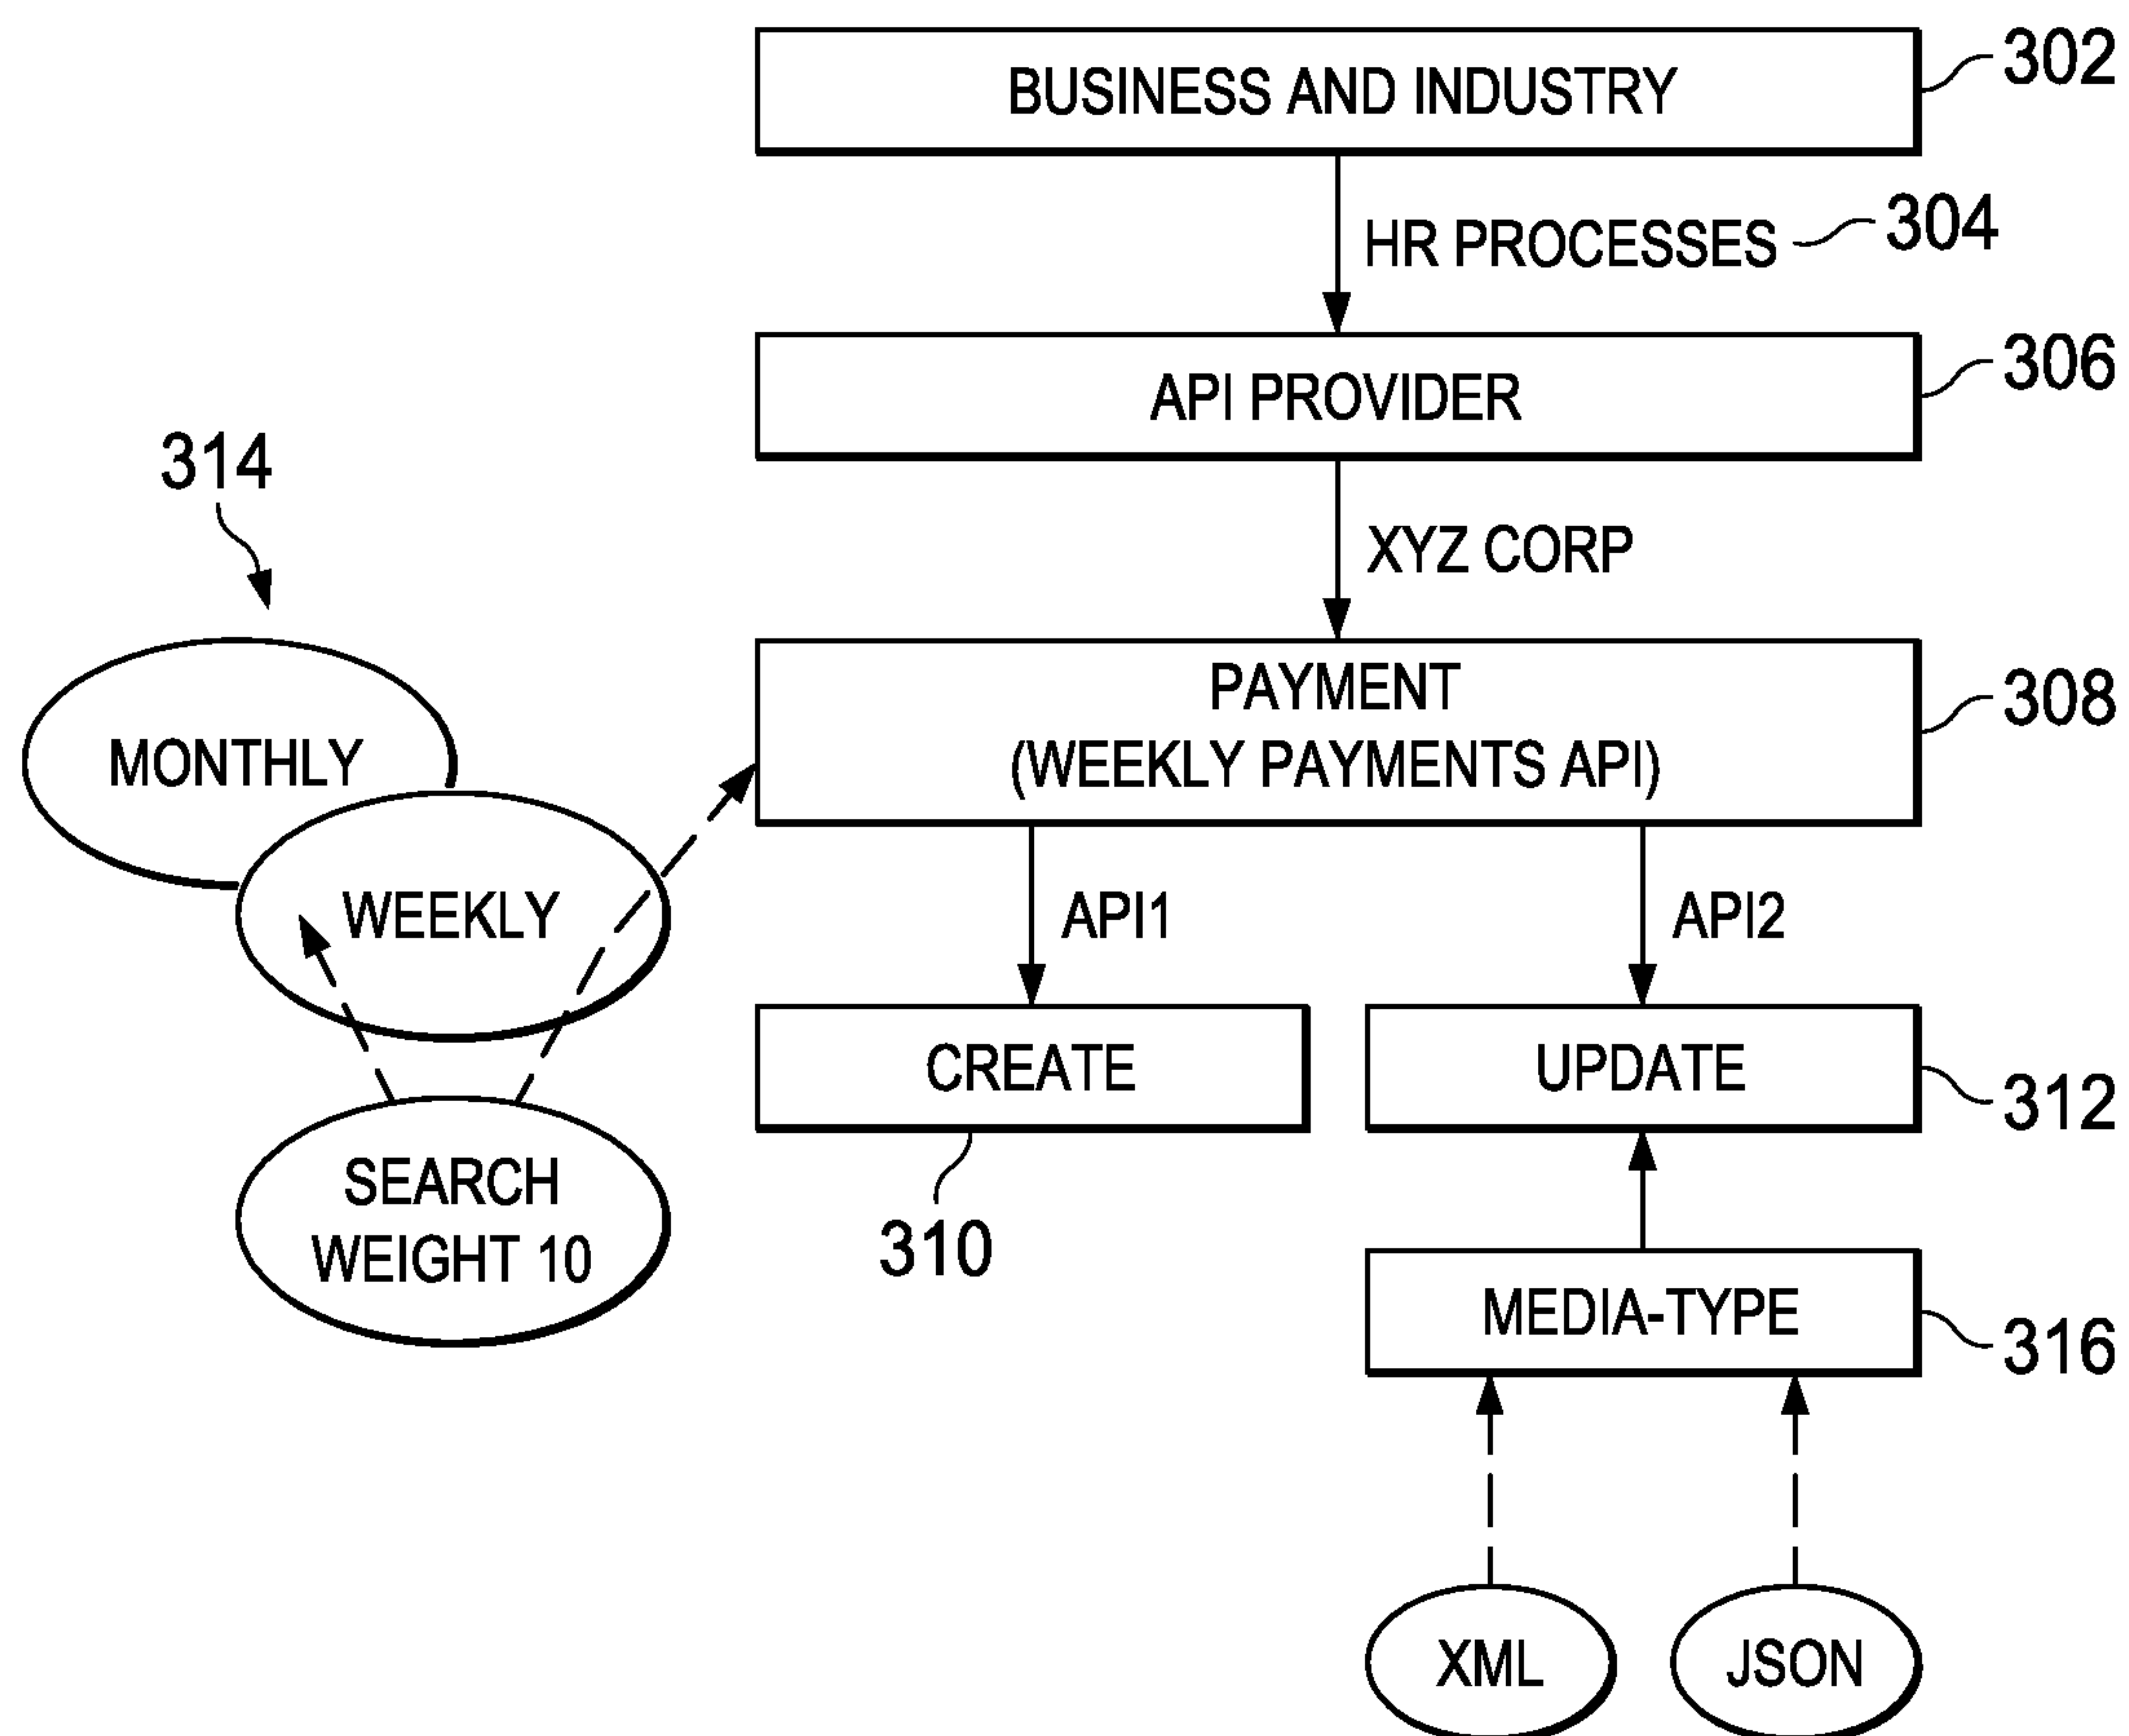 BUSINESS AND INDUSTRY
302
HR PROCESSES
304
API PROVIDER
306
314
XYZ CORP
PAYMENT
(WEEKLY PAYMENTS API)
308
MONTHLY
WEEKLY
API1
API2
CREATE
UPDATE
312
SEARCH
WEIGHT 10
310
MEDIA-TYPE
316
XML
JSON